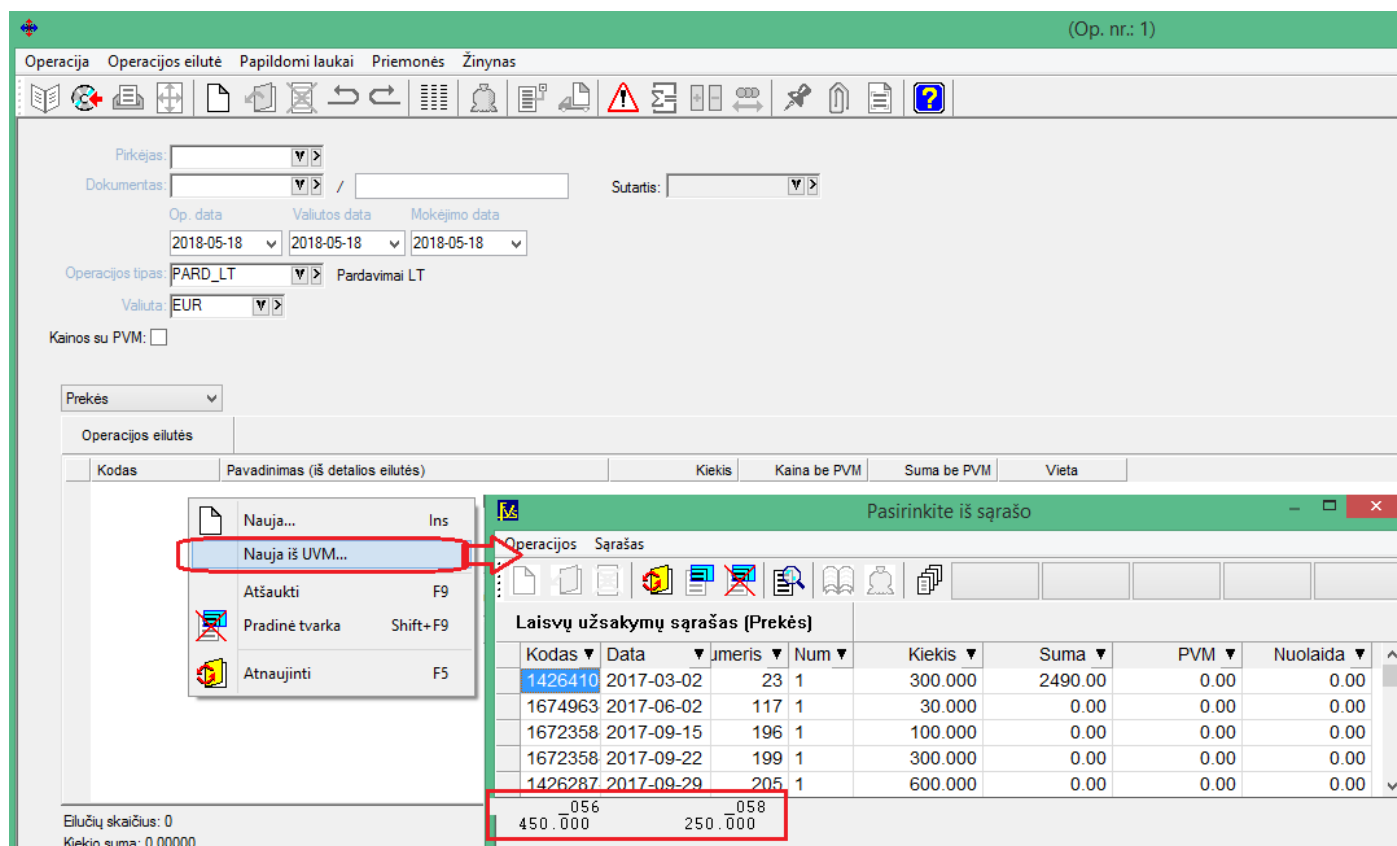 (Op. nr.: 1)
Operacija Operacijos eilutė Papildomi laukai Priemonės Žinynas
Pirkėjas:
Dokumentas: / Sutartis:
Op. data Valiutos data Mokėjimo data
2018-05-18 2018-05-18 2018-05-18
Operacijos tipas: PARD_LT Pardavimai LT
Valiuta: EUR
Kainos su PVM:
Prekės
Operacijos eilutės
Kodas Pavadinimas (iš detalios eilutės) Kiekis Kaina be PVM Suma be PVM Vieta
Nauja... Ins
Nauja iš UVM...
Atšaukti F9
Pradinė tvarka Shift+F9
Atnaujinti F5
Pasirinkite iš sąrašo
Operacijos Sąrašas
Laisvų užsakymų sąrašas (Prekės)
Kodas Data umeris Num Kiekis Suma PVM Nuolaida
1426410 2017-03-02 23 1 300.000 2490.00 0.00 0.00
1674963 2017-06-02 117 1 30.000 0.00 0.00 0.00
1672358 2017-09-15 196 1 100.000 0.00 0.00 0.00
1672358 2017-09-22 199 1 300.000 0.00 0.00 0.00
1426287 2017-09-29 205 1 600.000 0.00 0.00 0.00
_056 _058
450.000 250.000
Eilučių skaičius: 0
Kiekio suma: 0.00000